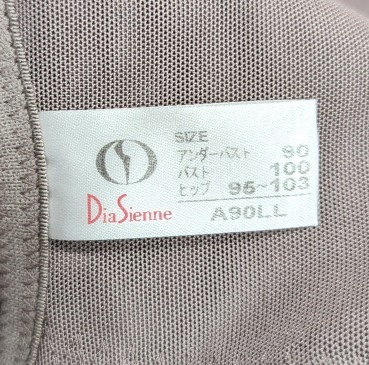 SIZE
アンダーバスト 90
バスト 100
ヒップ 95~103
DiaSienne
A90LL